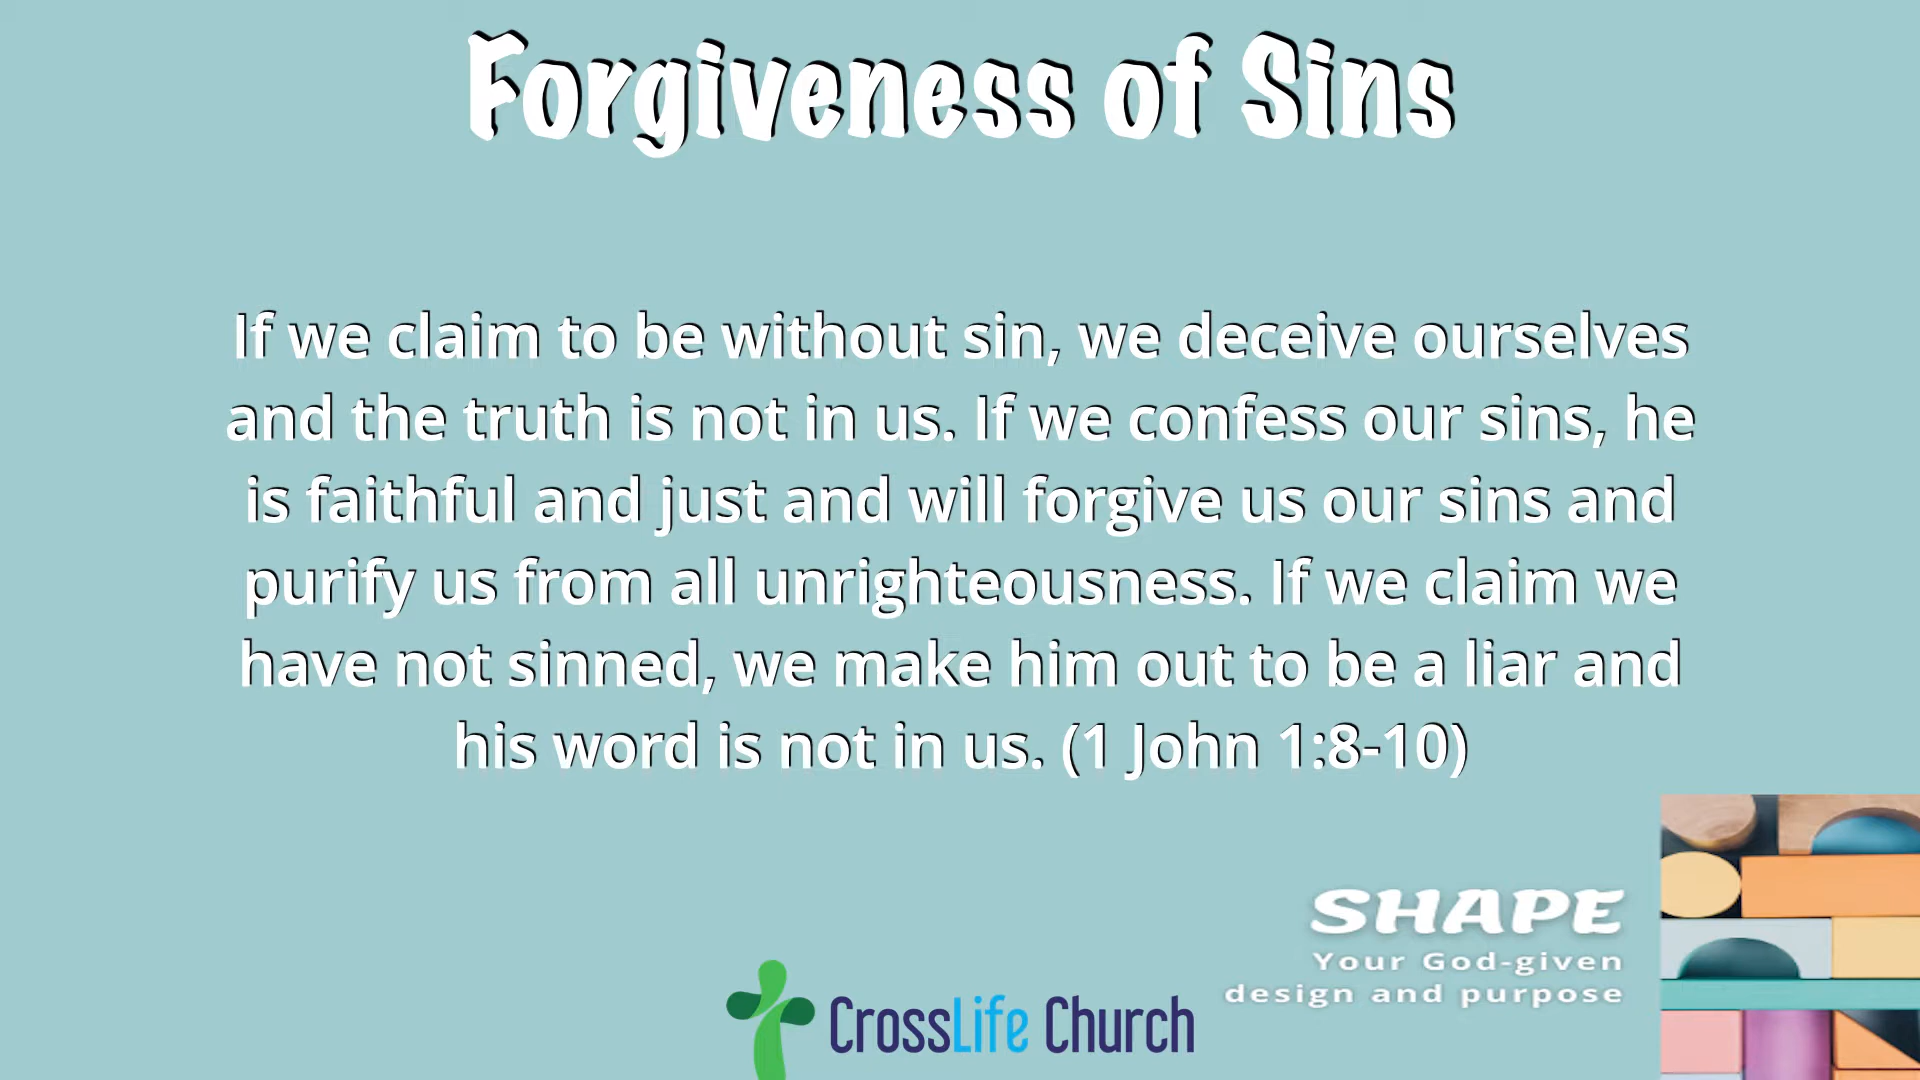 Forgiveness of Sins
If we claim to be without sin, we deceive ourselves
and the truth is not in us. If we confess our sins, he
is faithful and just and will forgive us our sins and
purify us from all unrighteousness. If we claim we
have not sinned, we make him out to be a liar and
his word is not in us. (1 John 1:8-10)
SHAPE
Your God-given
design and purpose
CrossLife Church